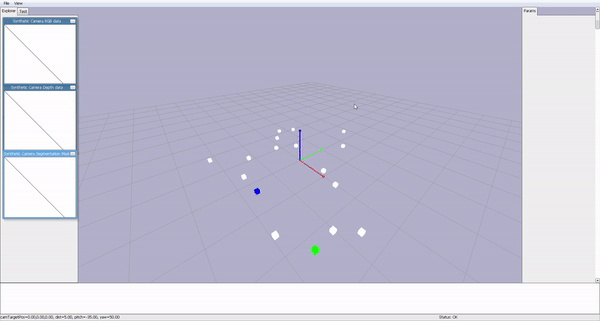 File View
Explorer Test
Params
Synthetic Camera RGB data
Synthetic Camera Depth data
Synthetic Camera Segmentation Mask
camTargetPos=0.00,0.00,0.00, dist=5.00, pitch=-35.00, yaw=50.00
Status: OK